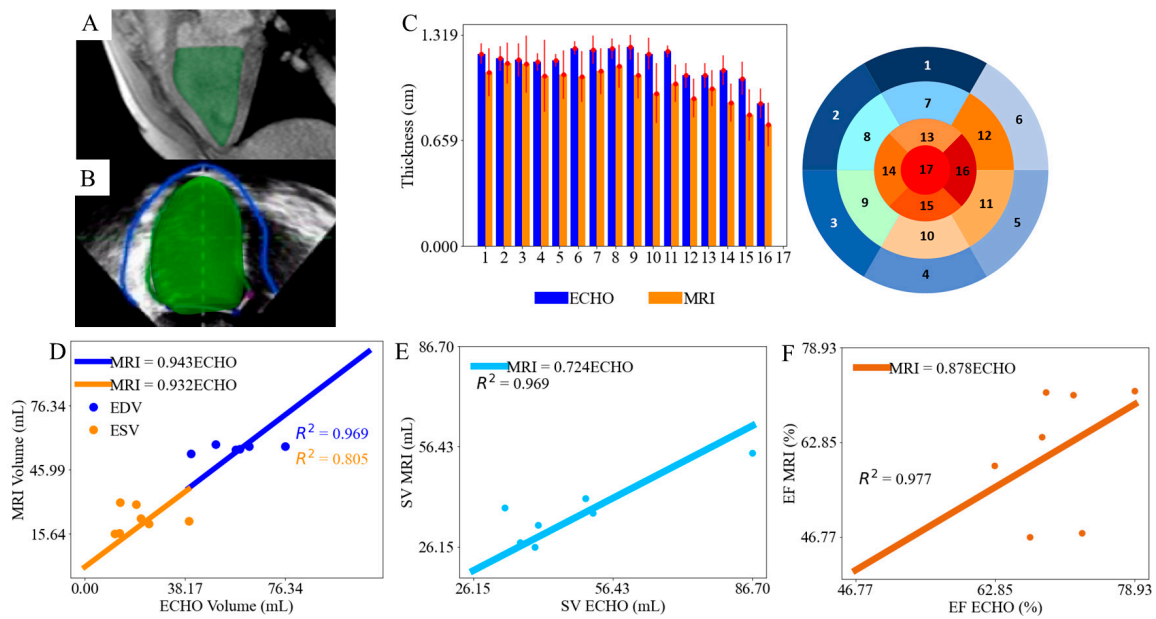 A
B
C
1.319
0.659
0.000
Thickness (cm)
1 2 3 4 5 6 7 8 9 10 11 12 13 14 15 16 17
ECHO
MRI
1
2
6
7
8
12
13
14
17
16
15
9
11
3
5
10
4
D
MRI = 0.943ECHO
MRI = 0.932ECHO
EDV
ESV
R² = 0.969
R² = 0.805
76.34
45.99
15.64
MRI Volume (mL)
0.00 38.17 76.34
ECHO Volume (mL)
E
86.70
MRI = 0.724ECHO
R² = 0.969
56.43
26.15
SV MRI (mL)
26.15 56.43 86.70
SV ECHO (mL)
F
78.93
MRI = 0.878ECHO
62.85
R² = 0.977
46.77
EF MRI (%)
46.77 62.85 78.93
EF ECHO (%)